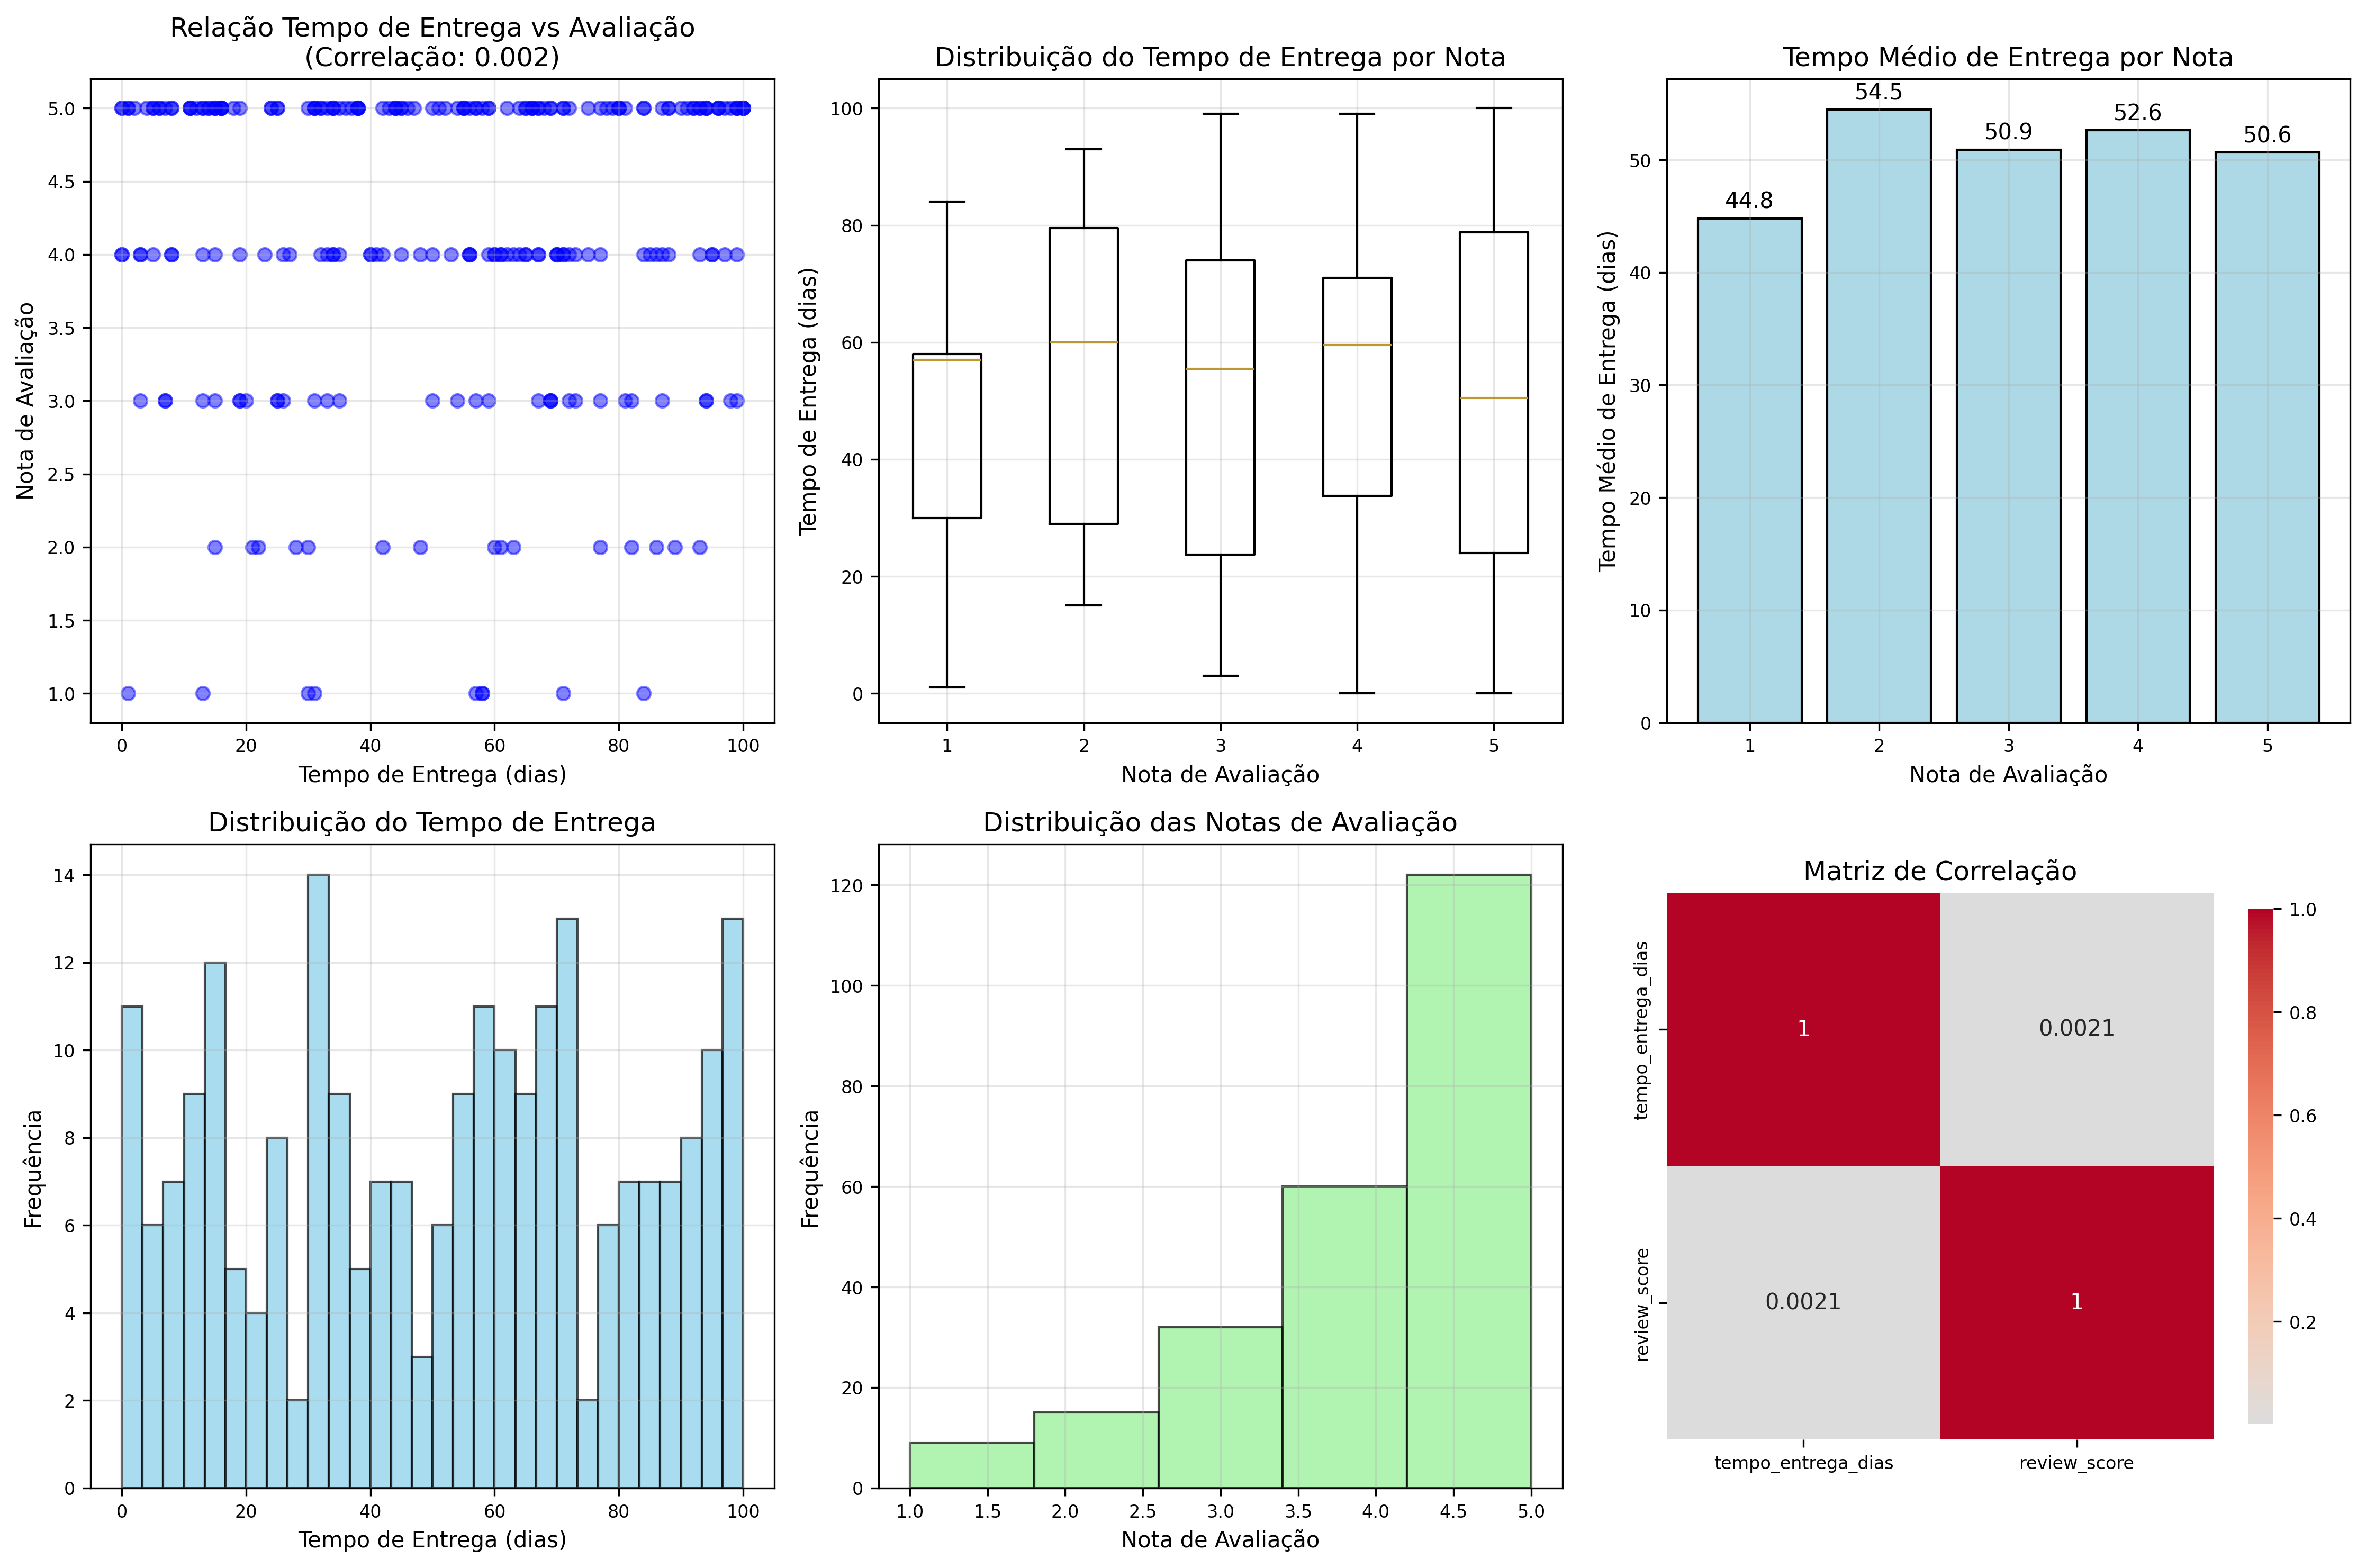 Relação Tempo de Entrega vs Avaliação
(Correlação: 0.002)
5.0
4.5
4.0
3.5
3.0
2.5
2.0
1.5
1.0
Nota de Avaliação
0 20 40 60 80 100
Tempo de Entrega (dias)
Distribuição do Tempo de Entrega por Nota
100
80
60
40
20
0
Tempo de Entrega (dias)
1 2 3 4 5
Nota de Avaliação
Tempo Médio de Entrega por Nota
50
40
30
20
10
0
Tempo Médio de Entrega (dias)
44.8
54.5
50.9
52.6
50.6
1 2 3 4 5
Nota de Avaliação
Distribuição do Tempo de Entrega
14
12
10
8
6
4
2
0
Frequência
0 20 40 60 80 100
Tempo de Entrega (dias)
Distribuição das Notas de Avaliação
120
100
80
60
40
20
0
Frequência
1.0 1.5 2.0 2.5 3.0 3.5 4.0 4.5 5.0
Nota de Avaliação
Matriz de Correlação
tempo_entrega_dias
review_score
1 0.0021
0.0021 1
tempo_entrega_dias review_score
1.0
0.8
0.6
0.4
0.2